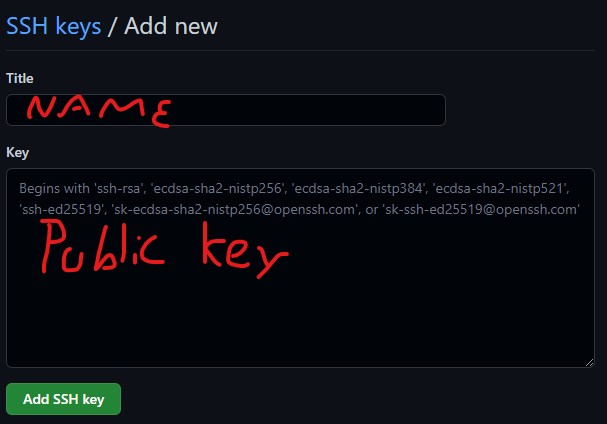 SSH keys / Add new
Title
NAME
Key
Begins with 'ssh-rsa', 'ecdsa-sha2-nistp256', 'ecdsa-sha2-nistp384', 'ecdsa-sha2-nistp521',
'ssh-ed25519', 'sk-ecdsa-sha2-nistp256@openssh.com', or 'sk-ssh-ed25519@openssh.com'
Public key
Add SSH key